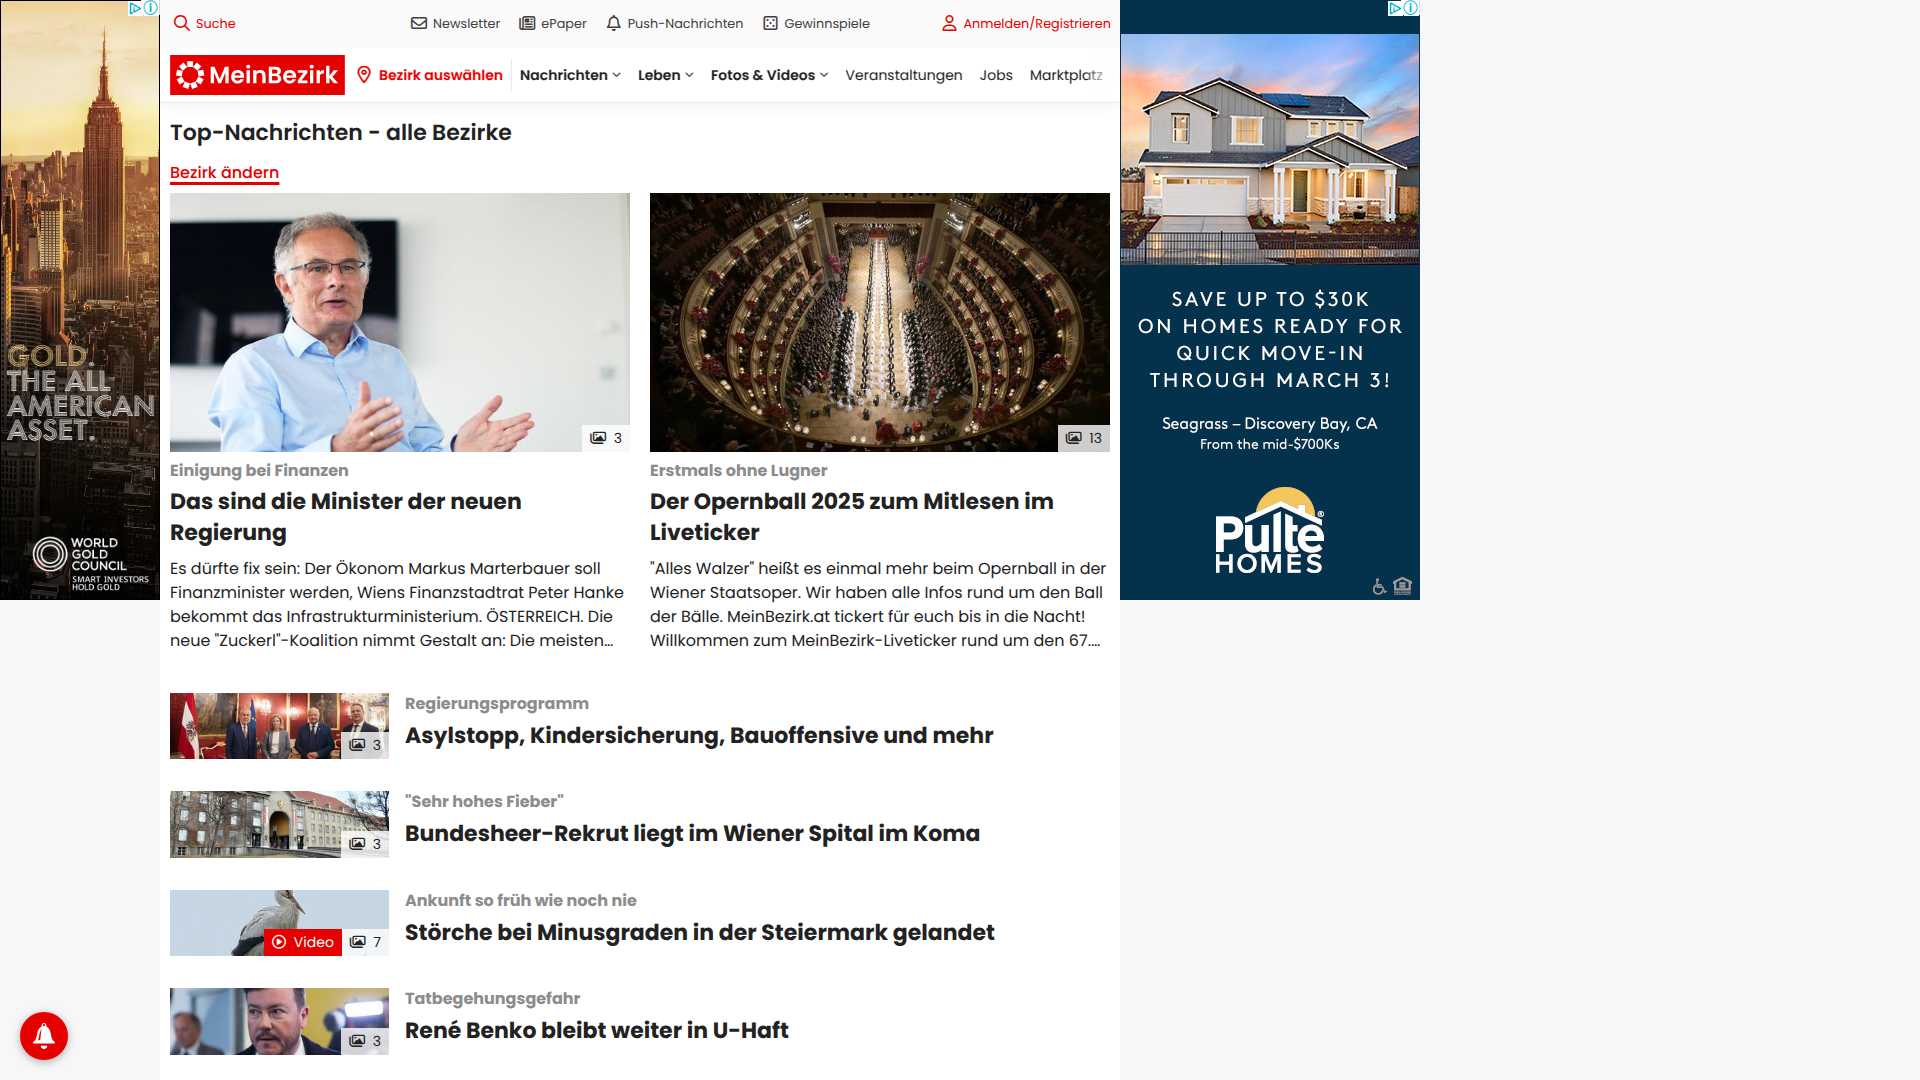 Suche
Newsletter
ePaper
Push-Nachrichten
Gewinnspiele
Anmelden/Registrieren
MeinBezirk
Bezirk auswählen
Nachrichten
Leben
Fotos & Videos
Veranstaltungen
Jobs
Marktplatz
Top-Nachrichten - alle Bezirke
Bezirk ändern
3
Einigung bei Finanzen
Das sind die Minister der neuen
Regierung
Es dürfte fix sein: Der Ökonom Markus Marterbauer soll
Finanzminister werden, Wiens Finanzstadtrat Peter Hanke
bekommt das Infrastrukturministerium. ÖSTERREICH. Die
neue "Zuckerl"-Koalition nimmt Gestalt an: Die meisten...
13
Erstmals ohne Lugner
Der Opernball 2025 zum Mitlesen im
Liveticker
"Alles Walzer" heißt es einmal mehr beim Opernball in der
Wiener Staatsoper. Wir haben alle Infos rund um den Ball
der Bälle. MeinBezirk.at tickert für euch bis in die Nacht!
Willkommen zum MeinBezirk-Liveticker rund um den 67....
3
Regierungsprogramm
Asylstopp, Kindersicherung, Bauoffensive und mehr
3
"Sehr hohes Fieber"
Bundesheer-Rekrut liegt im Wiener Spital im Koma
Video
7
Ankunft so früh wie noch nie
Störche bei Minusgraden in der Steiermark gelandet
3
Tatbegehungsgefahr
René Benko bleibt weiter in U-Haft
GOLD.
THE ALL-
AMERICAN
ASSET.
WORLD
GOLD
COUNCIL
SMART INVESTORS
HOLD GOLD
SAVE UP TO $30K
ON HOMES READY FOR
QUICK MOVE-IN
THROUGH MARCH 3!
Seagrass – Discovery Bay, CA
From the mid-$700Ks
Pulte®
HOMES